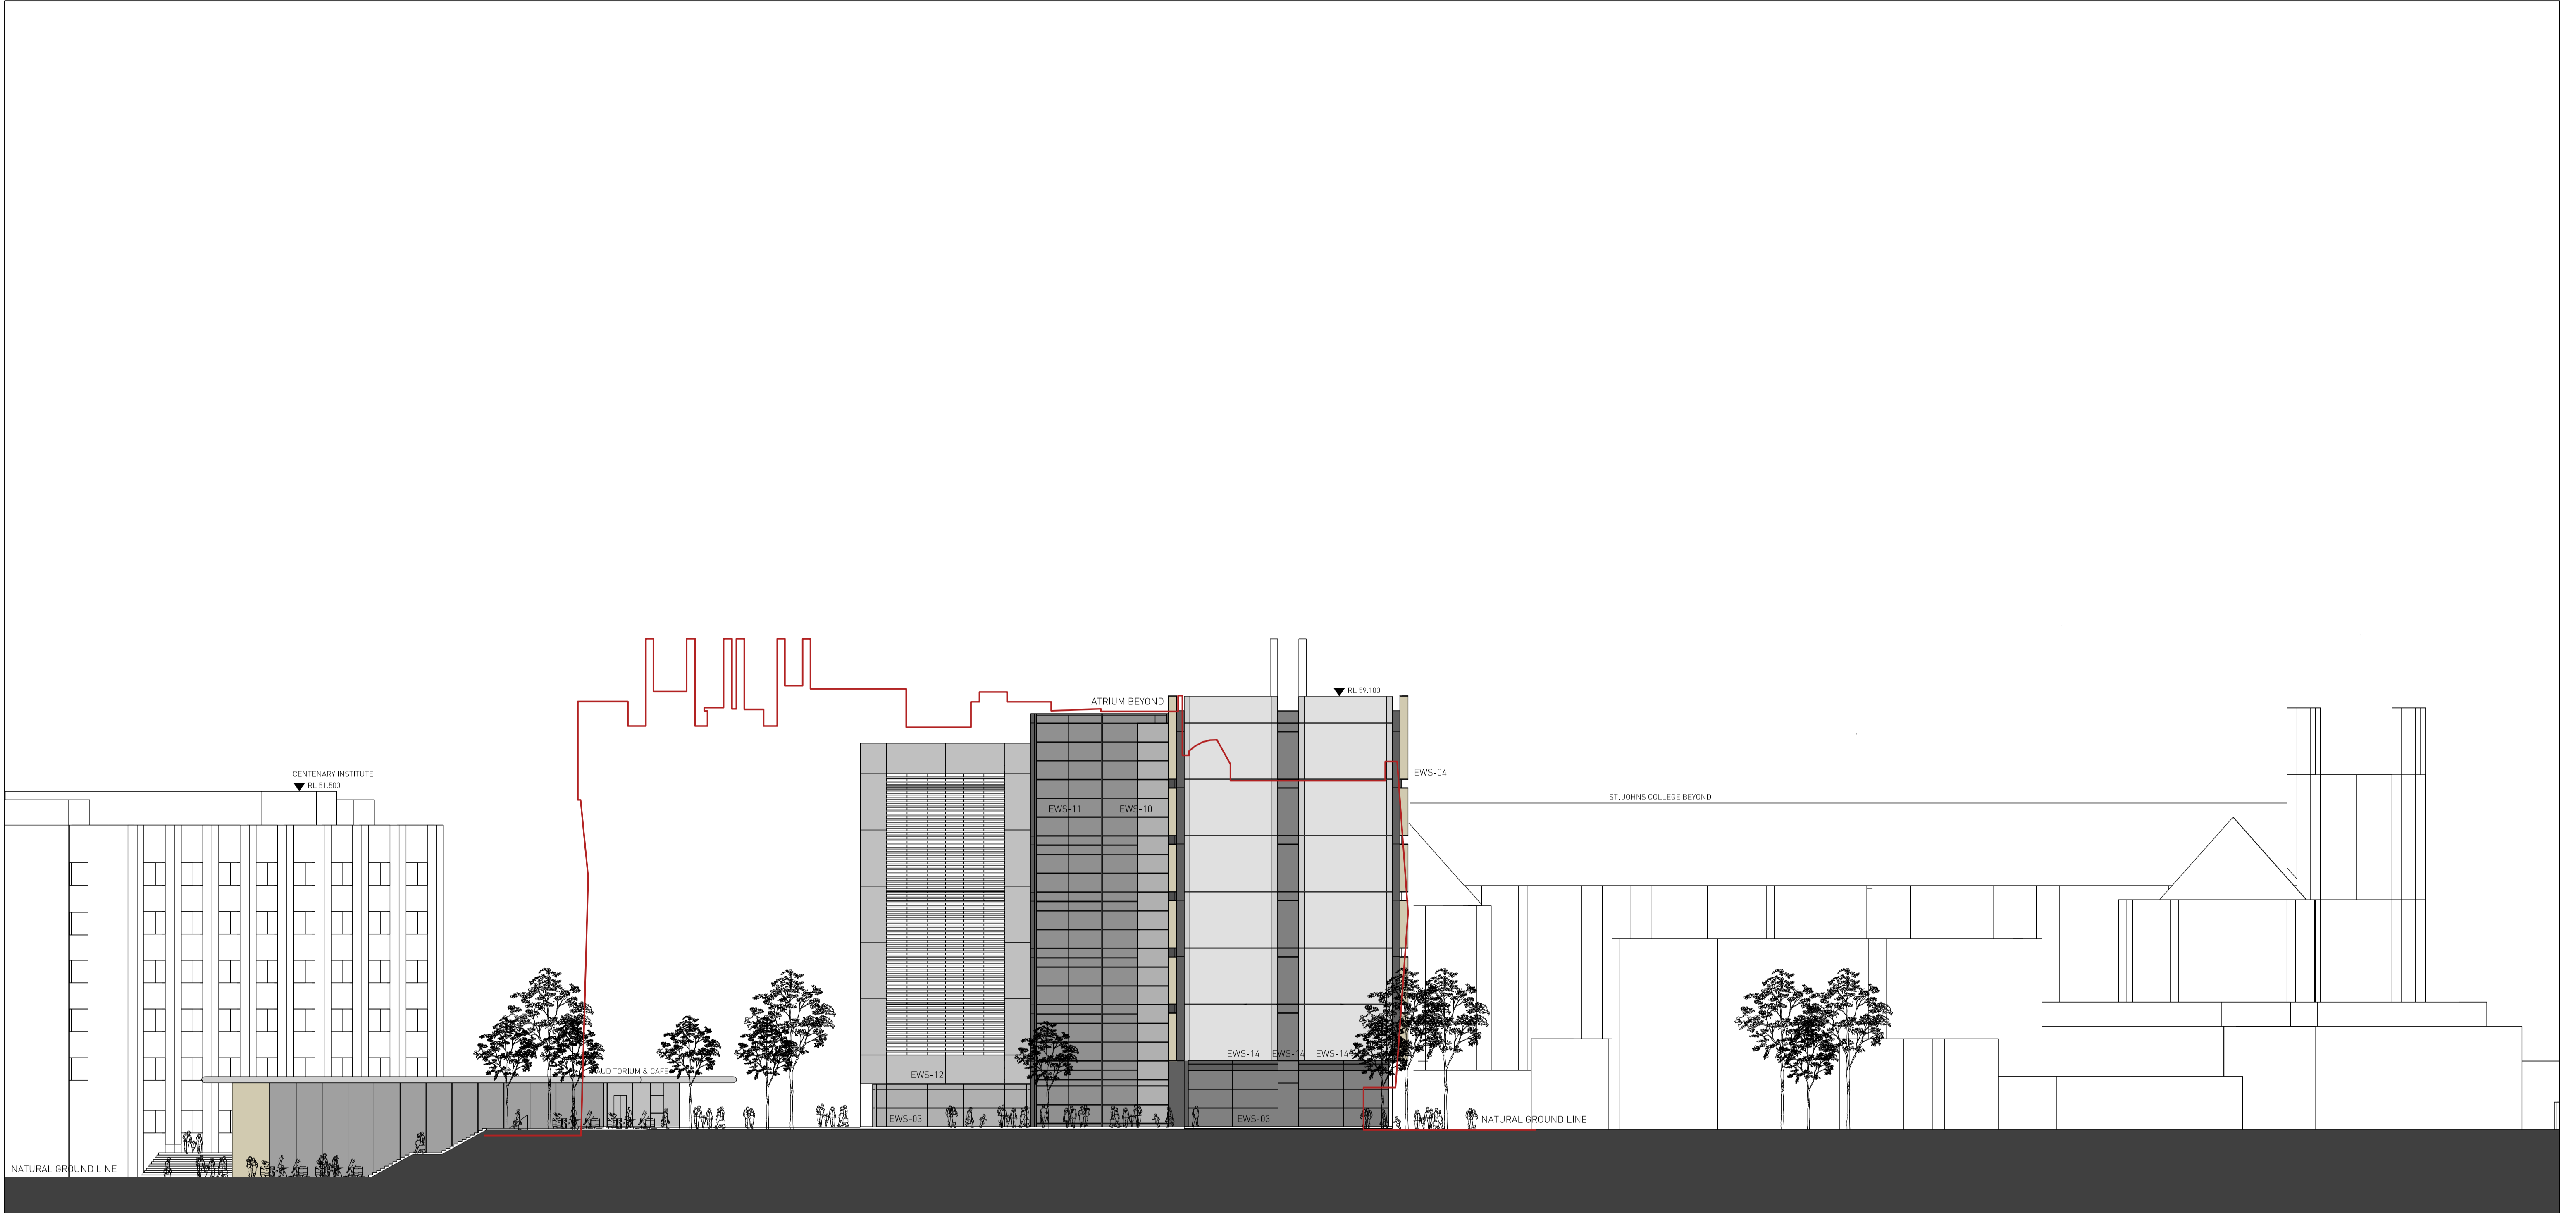 ATRIUM BEYOND
RL 59,100
CENTENARY INSTITUTE
RL 51,500
EWS-04
ST. JOHNS COLLEGE BEYOND
EWS-11
EWS-10
EWS-14
EWS-14
EWS-14
AUDITORIUM & CAFE
EWS-12
EWS-03
EWS-03
NATURAL GROUND LINE
NATURAL GROUND LINE